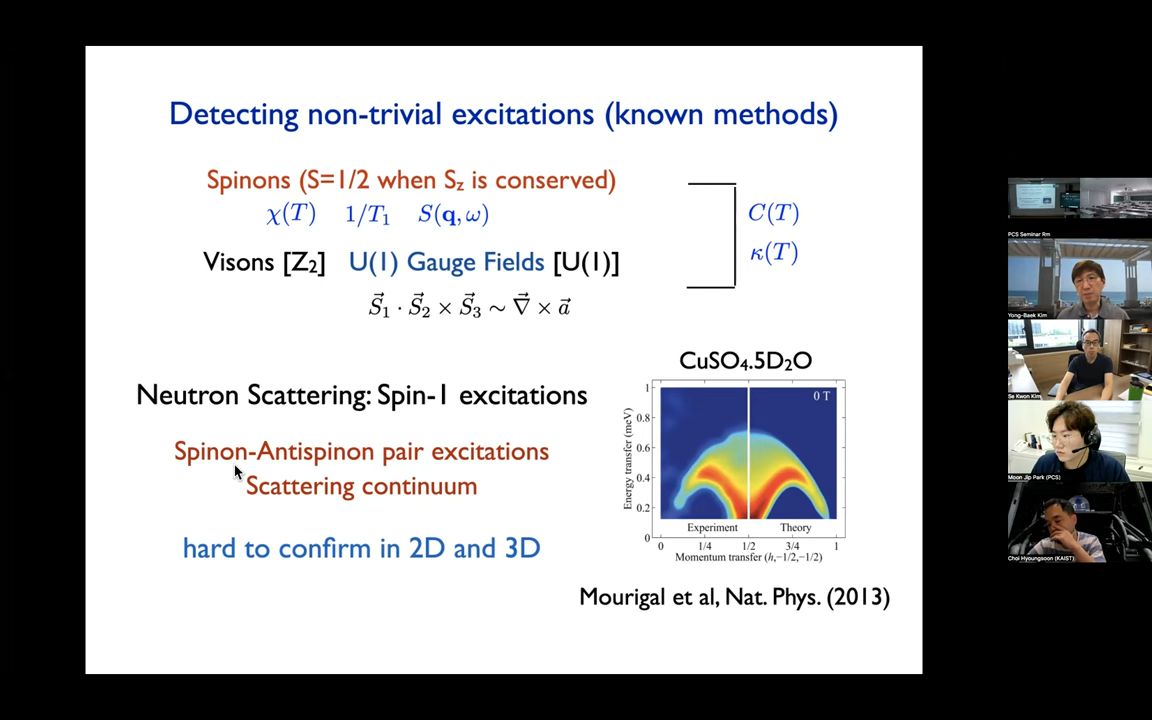 Detecting non-trivial excitations (known methods)
Spinons (S=1/2 when Sz is conserved)
χ(T) 1/T₁ S(q,ω)
C(T)
κ(T)
Visons [Z₂] U(1) Gauge Fields [U(1)]
S⃗₁ · S⃗₂ × S⃗₃ ~ ∇⃗ × a⃗
Neutron Scattering: Spin-1 excitations
Spinon-Antispinon pair excitations
Scattering continuum
hard to confirm in 2D and 3D
CuSO₄.5D₂O
0 T
Energy transfer (meV)
1
0.8
0.6
0.4
0.2
0
Experiment Theory
0 1/4 1/2 3/4 1
Momentum transfer (h,−1/2,−1/2)
Mourigal et al, Nat. Phys. (2013)
PCS Seminar Rm
Yong-Baek Kim
Se Kwon Kim
Moon Jip Park (PCS)
Choi Hyoungsoon (KAIST)